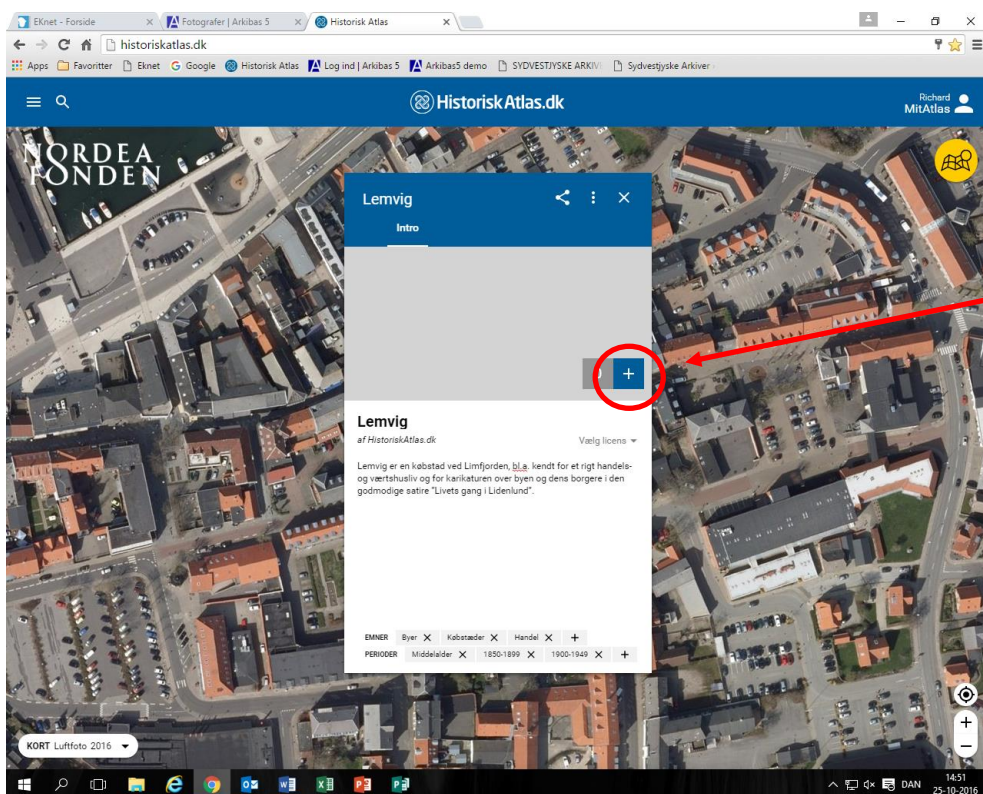 EKnet - Forside
Fotografer | Arkibas 5
Historisk Atlas
historiskatlas.dk
Apps Favoritter Eknet Google Historisk Atlas Log ind | Arkibas 5 Arkibas5 demo SYDVESTJYSKE Sydvestjyske Arkiver
HistoriskAtlas.dk
Richard
MitAtlas
NORDEA
FONDEN
Lemvig
Intro
+
Lemvig
af HistoriskAtlas.dk
Vælg licens
Lemvig er en købstad ved Limfjorden, bl.a. kendt for et rigt handels-
og værtshusliv og for karikaturen over byen og dens borgere i den
godmodige satire "Livets gang i Lidenlund".
EMNER Byer X Købstæder X Handel X +
PERIODER Middelalder X 1850-1899 X 1900-1949 X +
KORT Luftfoto 2016
+
−
DAN
14:51
25-10-2016